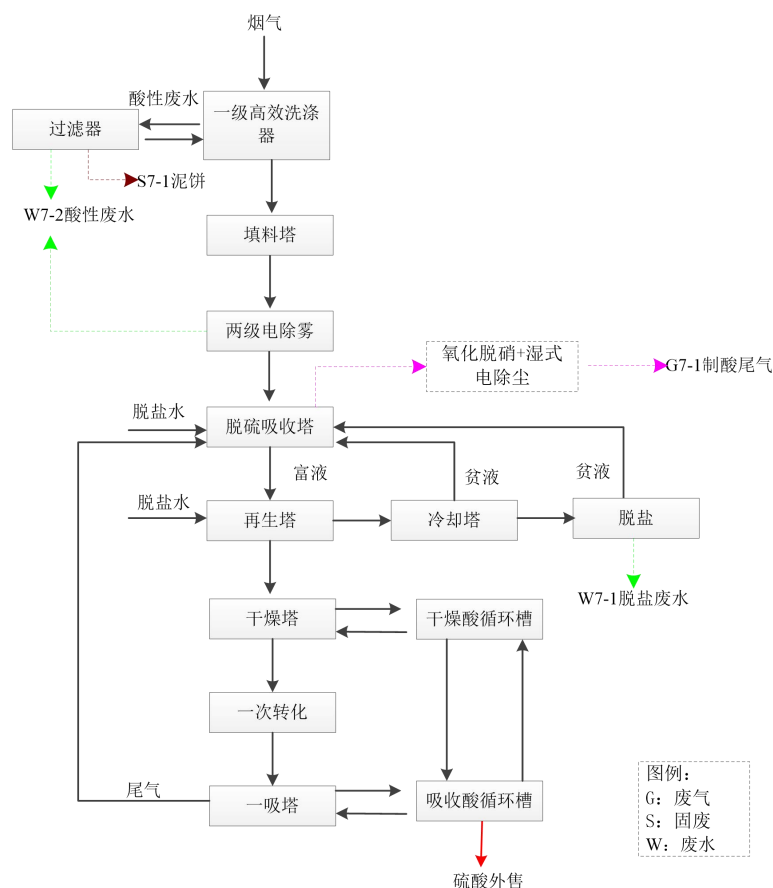 烟气
酸性废水
一级高效洗涤
器
过滤器
S7-1泥饼
W7-2酸性废水
填料塔
两级电除雾
氧化脱硝+湿式
电除尘
G7-1制酸尾气
脱盐水
脱硫吸收塔
富液
贫液
贫液
脱盐水
再生塔
冷却塔
脱盐
W7-1脱盐废水
干燥塔
干燥酸循环槽
一次转化
尾气
一吸塔
吸收酸循环槽
硫酸外售
图例：
G：废气
S：固废
W：废水